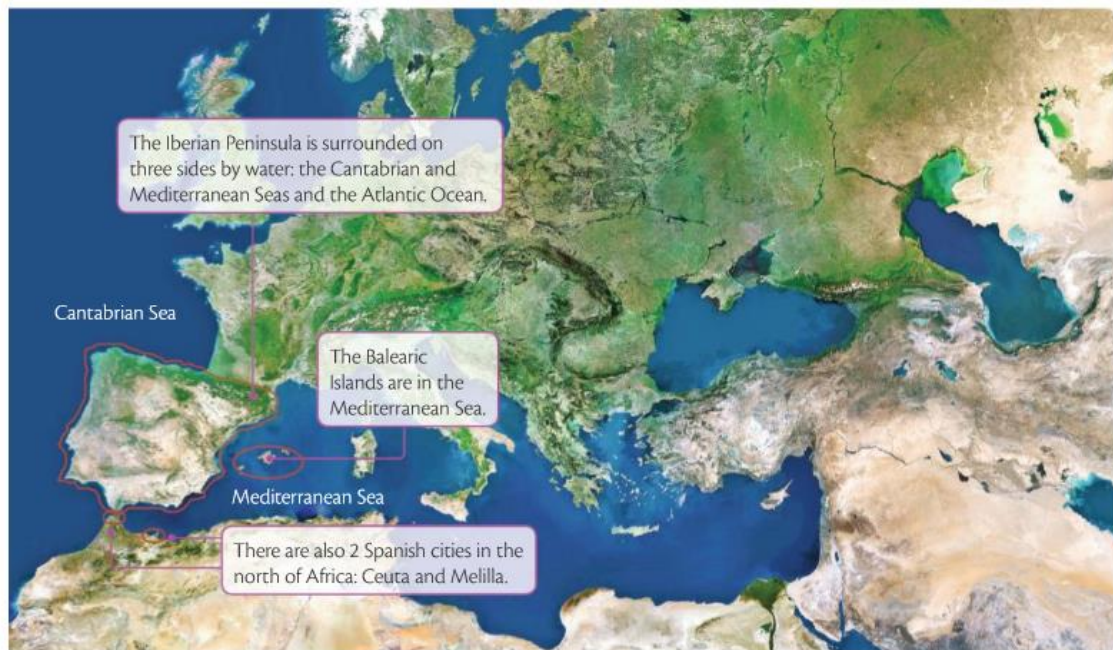 The Iberian Peninsula is surrounded on
three sides by water: the Cantabrian and
Mediterranean Seas and the Atlantic Ocean.
Cantabrian Sea
The Balearic
Islands are in the
Mediterranean Sea.
Mediterranean Sea
There are also 2 Spanish cities in the
north of Africa: Ceuta and Melilla.